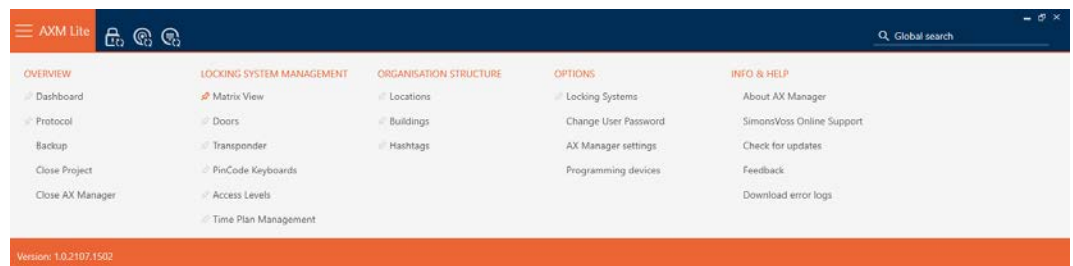 AXM Lite
Global search
OVERVIEW
Dashboard
Protocol
Backup
Close Project
Close AX Manager
LOCKING SYSTEM MANAGEMENT
Matrix View
Doors
Transponder
PinCode Keyboards
Access Levels
Time Plan Management
ORGANISATION STRUCTURE
Locations
Buildings
Hashtags
OPTIONS
Locking Systems
Change User Password
AX Manager settings
Programming devices
INFO & HELP
About AX Manager
SimonsVoss Online Support
Check for updates
Feedback
Download error logs
Version: 1.0.2107.1502